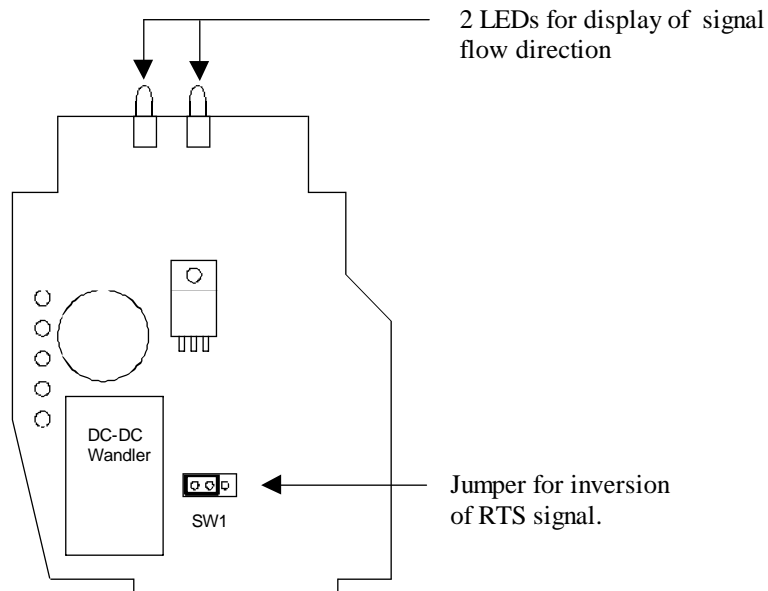 2 LEDs for display of signal
flow direction
DC-DC
Wandler
SW1
Jumper for inversion
of RTS signal.